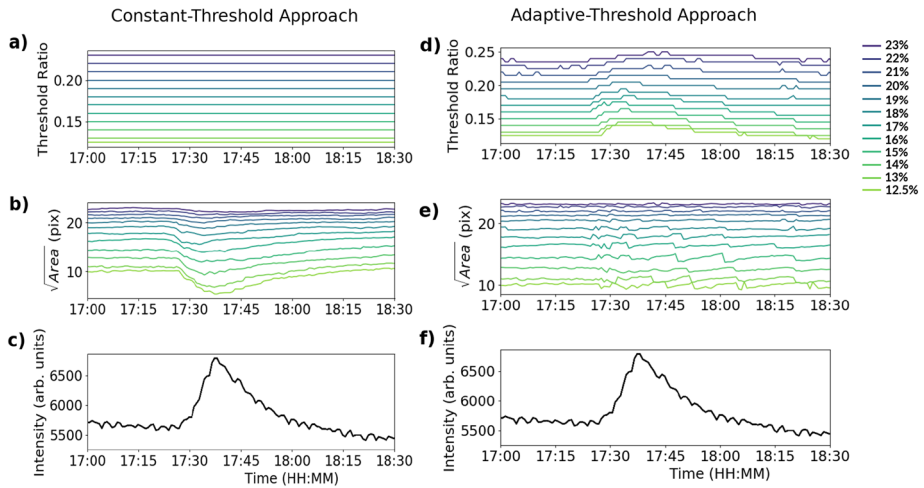 Constant-Threshold Approach
Adaptive-Threshold Approach
a)
Threshold Ratio
0.20
0.15
17:00 17:15 17:30 17:45 18:00 18:15 18:30
d)
Threshold Ratio
0.25
0.20
0.15
17:00 17:15 17:30 17:45 18:00 18:15 18:30
23%
22%
21%
20%
19%
18%
17%
16%
15%
14%
13%
12.5%
b)
√Area (pix)
20
10
17:00 17:15 17:30 17:45 18:00 18:15 18:30
e)
√Area (pix)
20
10
17:00 17:15 17:30 17:45 18:00 18:15 18:30
c)
Intensity (arb. units)
6500
6000
5500
17:00 17:15 17:30 17:45 18:00 18:15 18:30
Time (HH:MM)
f)
Intensity (arb. units)
6500
6000
5500
17:00 17:15 17:30 17:45 18:00 18:15 18:30
Time (HH:MM)